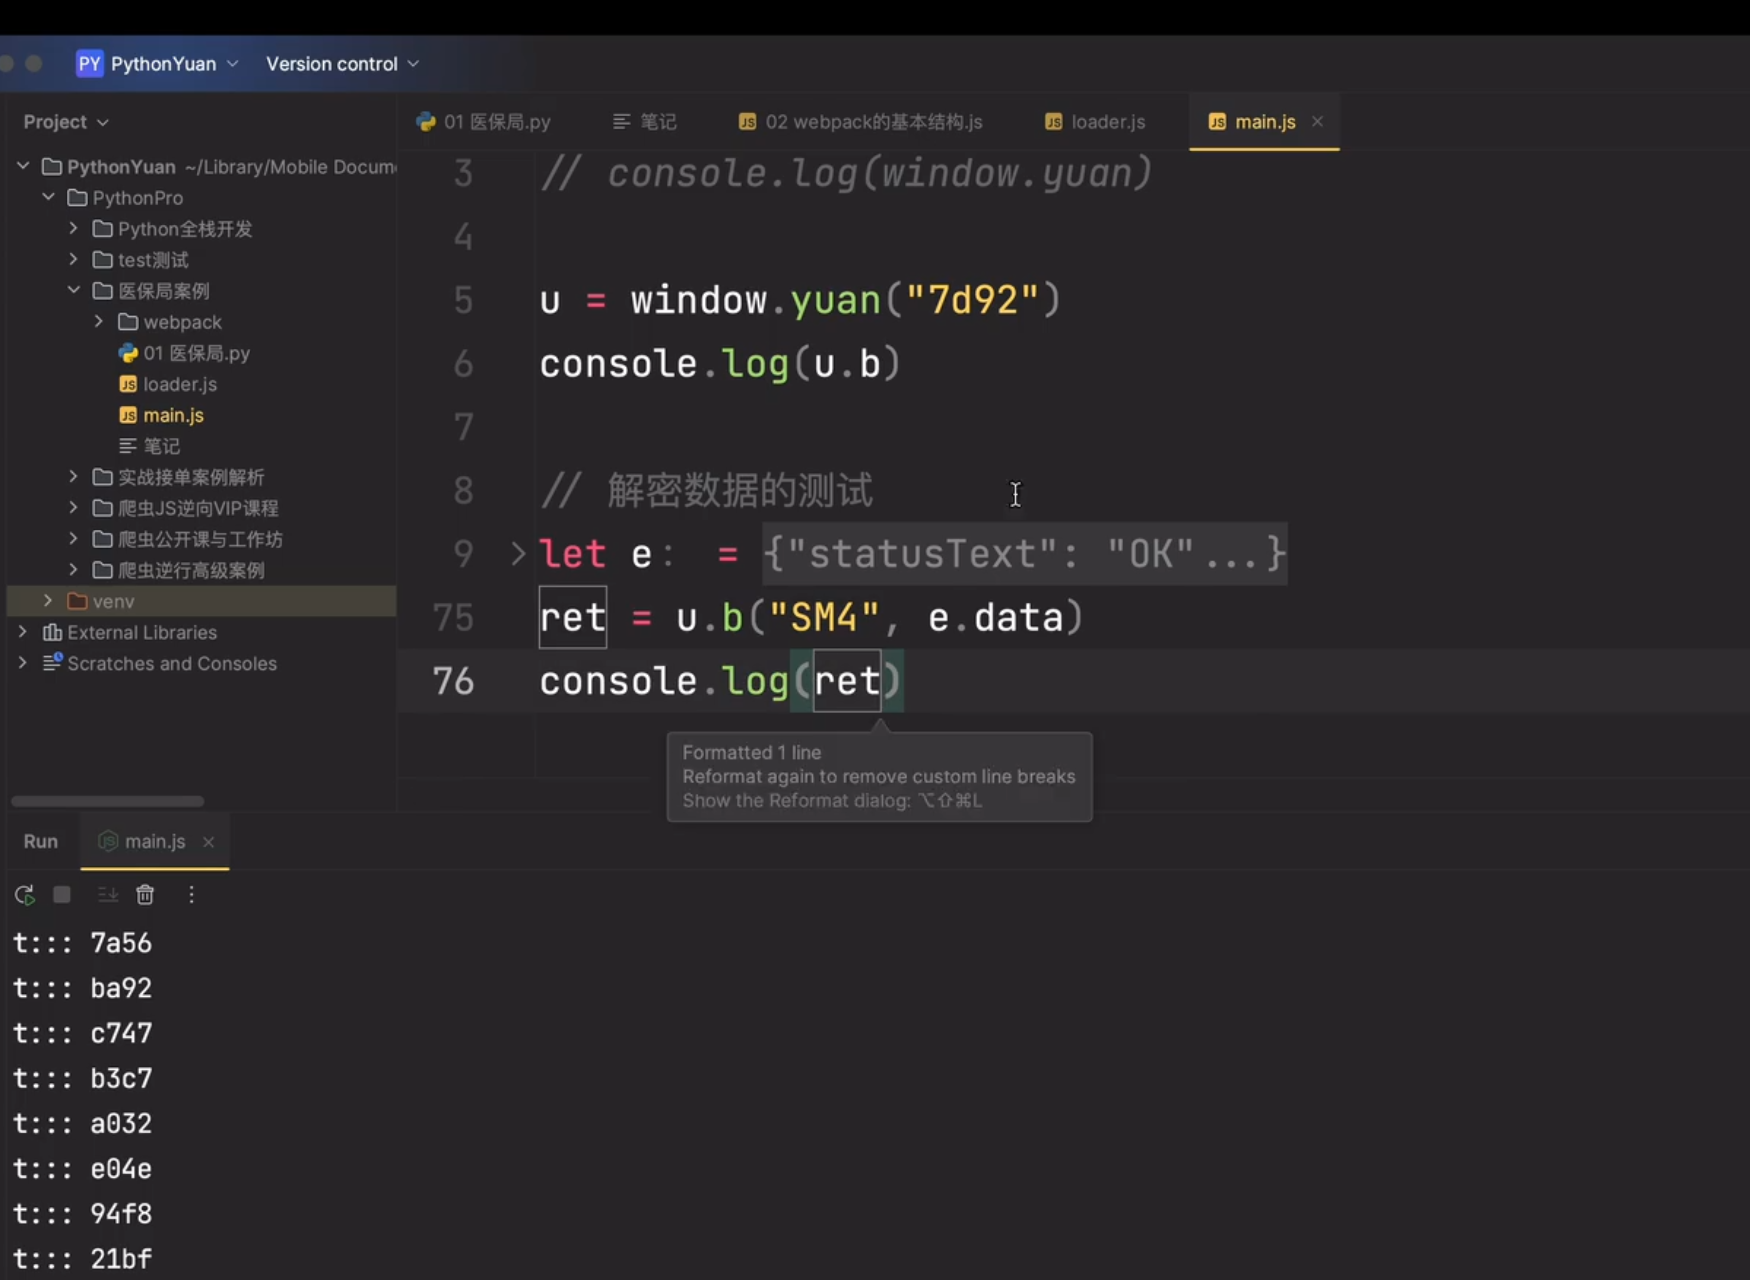 PY PythonYuan Version control
Project
01 医保局.py
笔记
02 webpack的基本结构.js
loader.js
main.js
PythonYuan ~/Library/Mobile Docum
PythonPro
Python全栈开发
test测试
医保局案例
webpack
01 医保局.py
loader.js
main.js
笔记
实战接单案例解析
爬虫JS逆向VIP课程
爬虫公开课与工作坊
爬虫逆行高级案例
venv
External Libraries
Scratches and Consoles
3 // console.log(window.yuan)
4
5 u = window.yuan("7d92")
6 console.log(u.b)
7
8 // 解密数据的测试
9 let e: = {"statusText": "OK"...}
75 ret = u.b("SM4", e.data)
76 console.log(ret)
Formatted 1 line
Reformat again to remove custom line breaks
Show the Reformat dialog: ⌥⇧⌘L
Run main.js
t::: 7a56
t::: ba92
t::: c747
t::: b3c7
t::: a032
t::: e04e
t::: 94f8
t::: 21bf